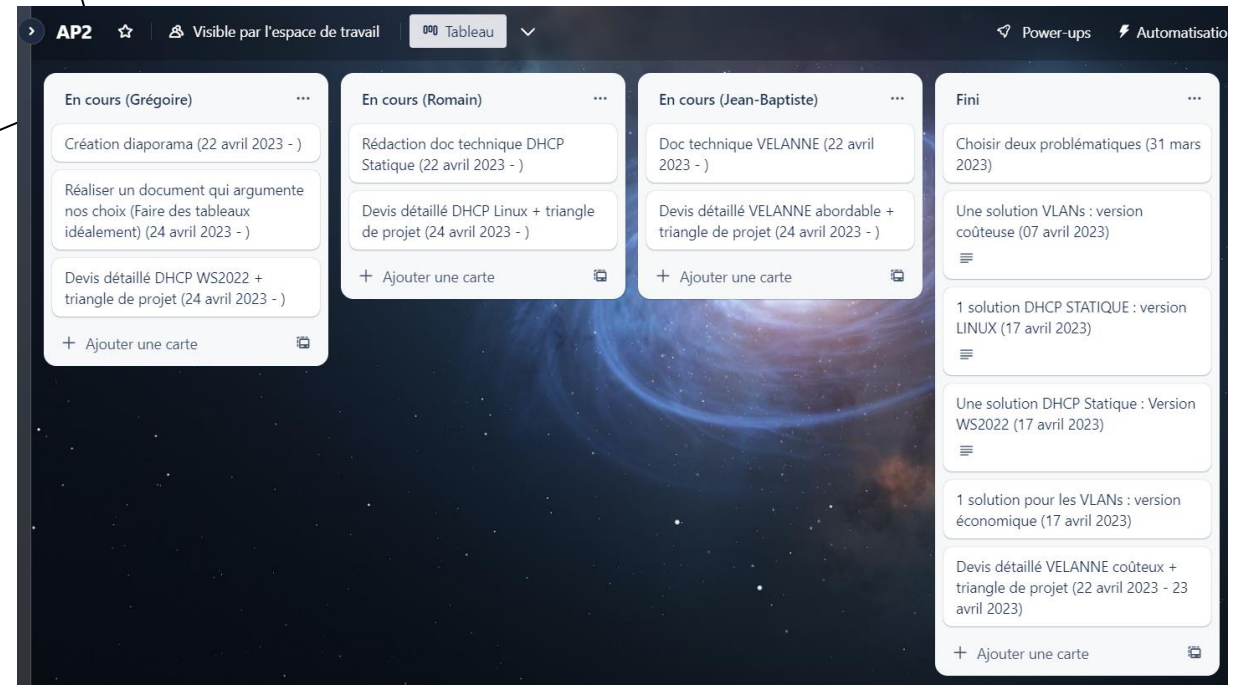 AP2 Visible par l'espace de travail Tableau Power-ups Automatisatio
En cours (Grégoire)
Création diaporama (22 avril 2023 - )
Réaliser un document qui argumente
nos choix (Faire des tableaux
idéalement) (24 avril 2023 - )
Devis détaillé DHCP WS2022 +
triangle de projet (24 avril 2023 - )
+ Ajouter une carte
En cours (Romain)
Rédaction doc technique DHCP
Statique (22 avril 2023 - )
Devis détaillé DHCP Linux + triangle
de projet (24 avril 2023 - )
+ Ajouter une carte
En cours (Jean-Baptiste)
Doc technique VELANNE (22 avril
2023 - )
Devis détaillé VELANNE abordable +
triangle de projet (24 avril 2023 - )
+ Ajouter une carte
Fini
Choisir deux problématiques (31 mars
2023)
Une solution VLANs : version
coûteuse (07 avril 2023)
1 solution DHCP STATIQUE : version
LINUX (17 avril 2023)
Une solution DHCP Statique : Version
WS2022 (17 avril 2023)
1 solution pour les VLANs : version
économique (17 avril 2023)
Devis détaillé VELANNE coûteux +
triangle de projet (22 avril 2023 - 23
avril 2023)
+ Ajouter une carte